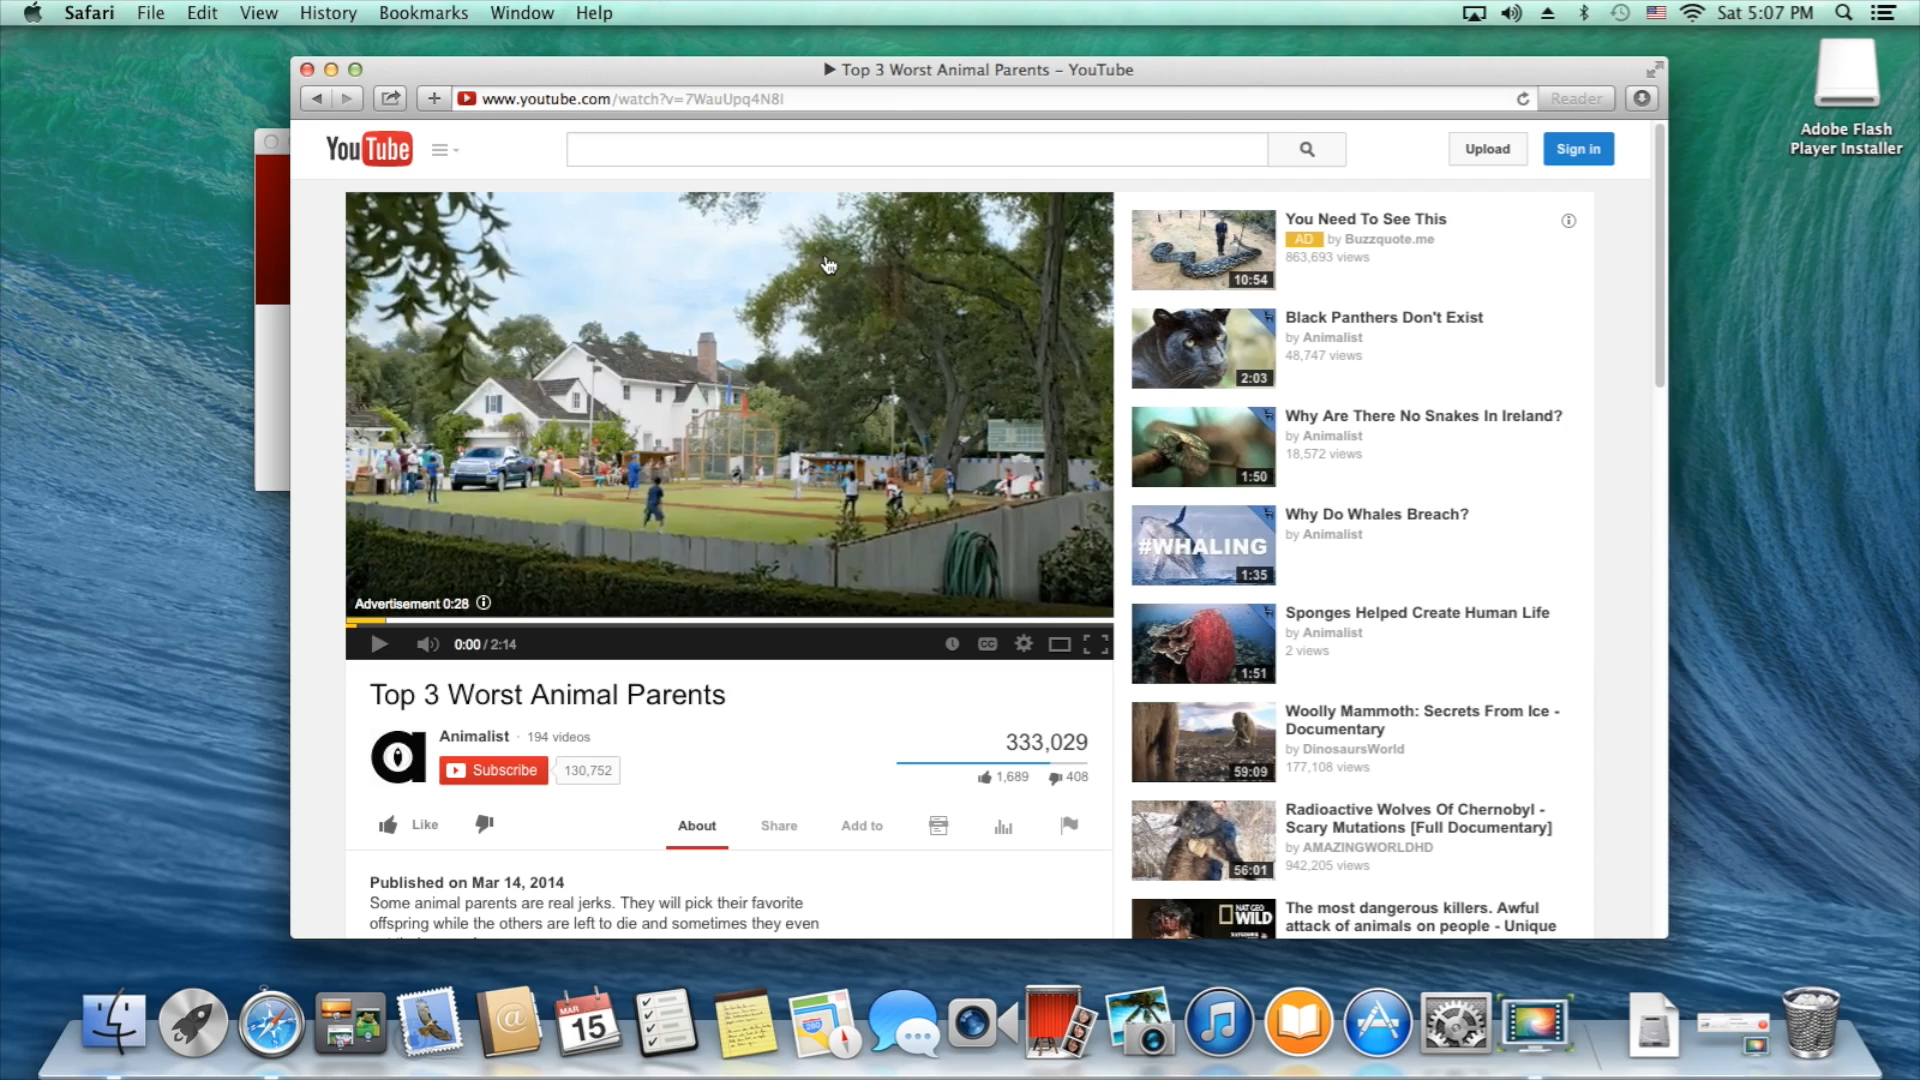 Safari File Edit View History Bookmarks Window Help
Sat 5:07 PM
Adobe Flash
Player Installer
▶ Top 3 Worst Animal Parents – YouTube
www.youtube.com/watch?v=7WauUpq4N8I
Reader
YouTube
Upload
Sign in
Advertisement 0:28
0:00 / 2:14
CC
Top 3 Worst Animal Parents
Animalist · 194 videos
Subscribe 130,752
333,029
1,689 408
Like
About Share Add to
Published on Mar 14, 2014
Some animal parents are real jerks. They will pick their favorite
offspring while the others are left to die and sometimes they even
10:54
You Need To See This
AD by Buzzquote.me
863,693 views
2:03
Black Panthers Don't Exist
by Animalist
48,747 views
1:50
Why Are There No Snakes In Ireland?
by Animalist
18,572 views
#WHALING
1:35
Why Do Whales Breach?
by Animalist
1:51
Sponges Helped Create Human Life
by Animalist
2 views
59:09
Woolly Mammoth: Secrets From Ice -
Documentary
by DinosaursWorld
177,108 views
56:01
Radioactive Wolves Of Chernobyl -
Scary Mutations [Full Documentary]
by AMAZINGWORLDHD
942,205 views
NAT GEO
WILD
The most dangerous killers. Awful
attack of animals on people - Unique
MAR
15
280